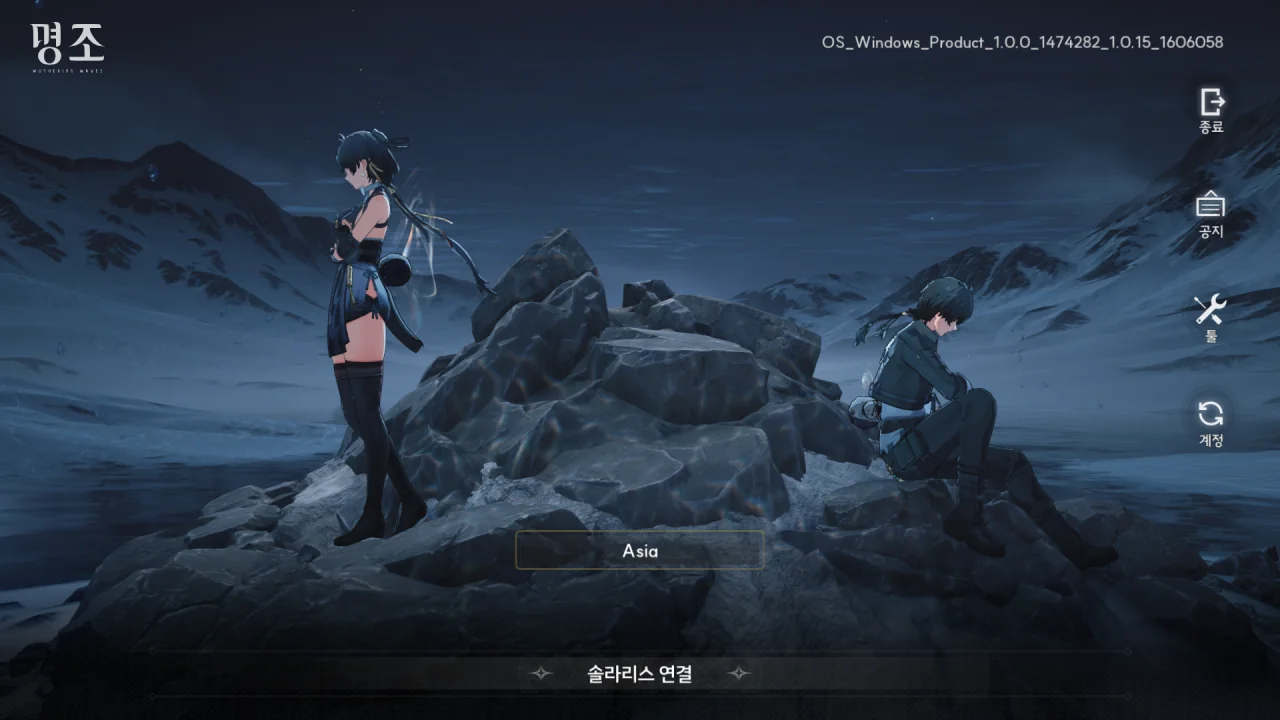 명조
WUTHERING WAVES
OS_Windows_Product_1.0.0_1474282_1.0.15_1606058
종료
공지
툴
계정
Asia
솔라리스 연결